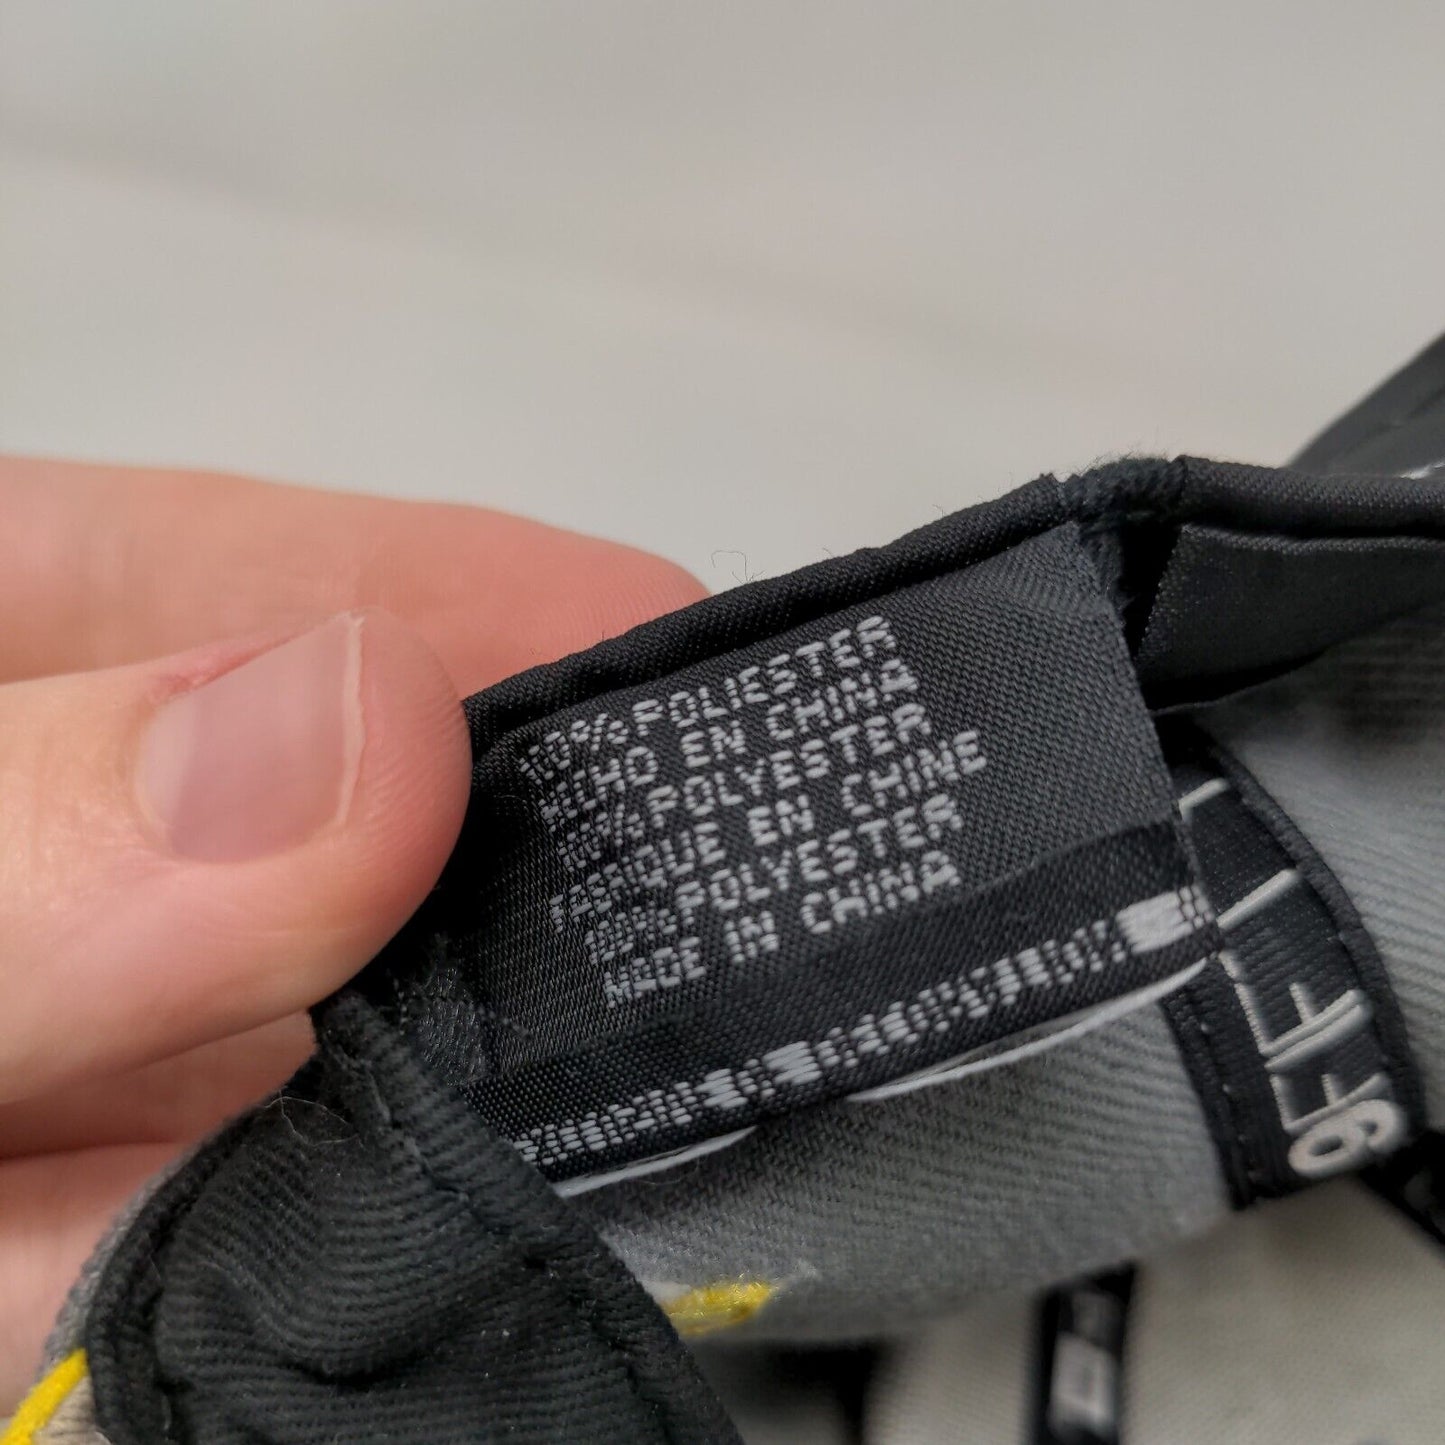 100% POLIESTER
HECHO EN CHINA
100% POLYESTER
FABRIQUE EN CHINE
100% POLYESTER
MADE IN CHINA